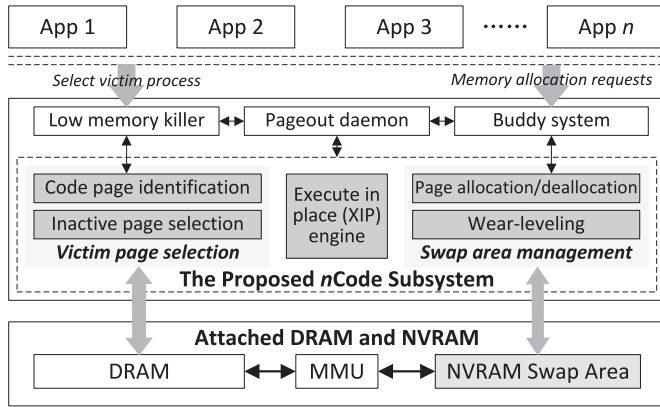 App 1 App 2 App 3 ...... App n
Select victim process Memory allocation requests
Low memory killer Pageout daemon Buddy system
Code page identification Execute in place (XIP) engine Page allocation/deallocation
Inactive page selection Wear-leveling
Victim page selection Swap area management
The Proposed nCode Subsystem
Attached DRAM and NVRAM
DRAM MMU NVRAM Swap Area